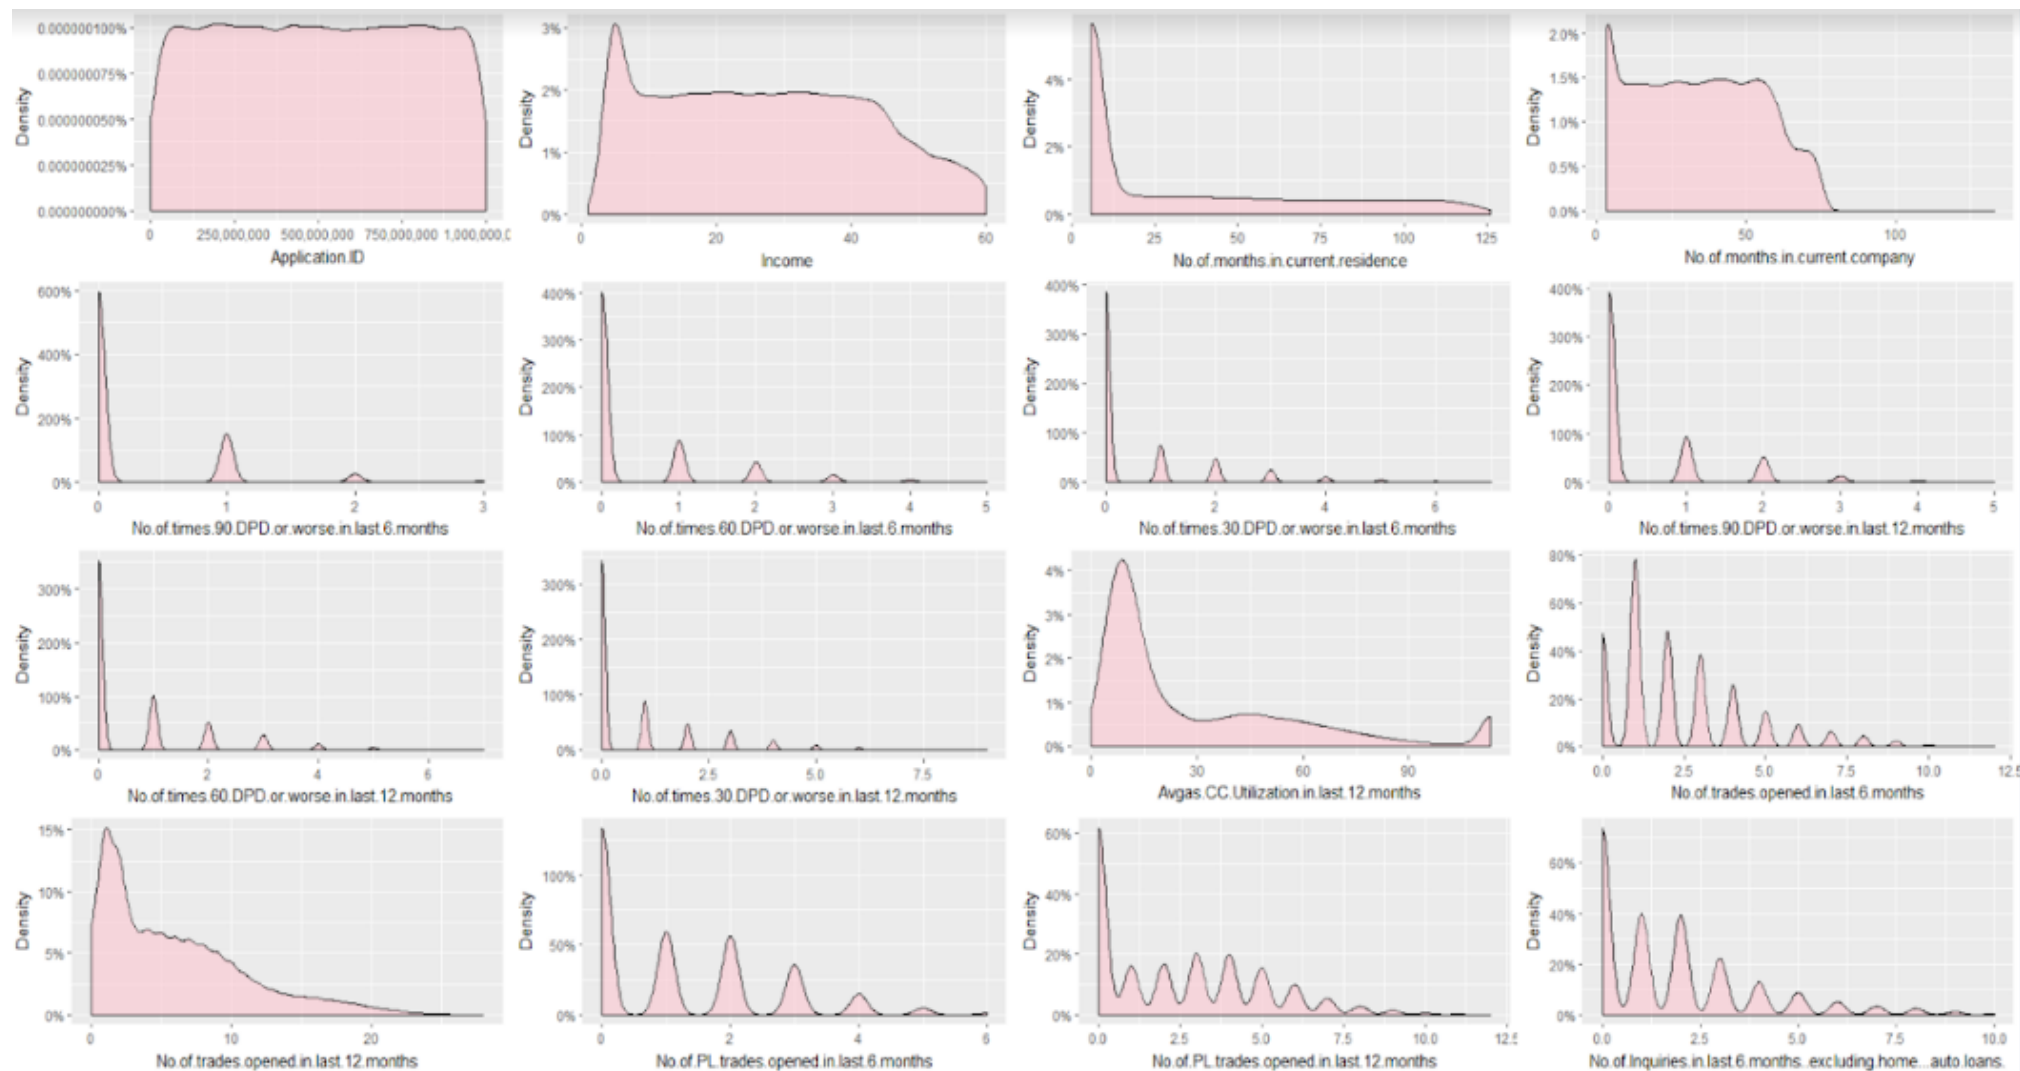 0.000000100%
0.000000075%
0.000000050%
0.000000025%
0.000000000%
Density
0 250,000,000 500,000,000 750,000,000 1,000,000,0
Application.ID
3%
2%
1%
0%
Density
0 20 40 60
Income
4%
2%
0%
Density
0 25 50 75 100 125
No.of.months.in.current.residence
2.0%
1.5%
1.0%
0.5%
0.0%
Density
0 50 100
No.of.months.in.current.company
600%
400%
200%
0%
Density
0 1 2 3
No.of.times.90.DPD.or.worse.in.last.6.months
400%
300%
200%
100%
0%
Density
0 1 2 3 4 5
No.of.times.60.DPD.or.worse.in.last.6.months
400%
300%
200%
100%
0%
Density
0 2 4 6
No.of.times.30.DPD.or.worse.in.last.6.months
400%
300%
200%
100%
0%
Density
0 1 2 3 4 5
No.of.times.90.DPD.or.worse.in.last.12.months
300%
200%
100%
0%
Density
0 2 4 6
No.of.times.60.DPD.or.worse.in.last.12.months
300%
200%
100%
0%
Density
0.0 2.5 5.0 7.5
No.of.times.30.DPD.or.worse.in.last.12.months
4%
3%
2%
1%
0%
Density
0 30 60 90
Avgas.CC.Utilization.in.last.12.months
80%
60%
40%
20%
0%
Density
0.0 2.5 5.0 7.5 10.0 12.5
No.of.trades.opened.in.last.6.months
15%
10%
5%
0%
Density
0 10 20
No.of.trades.opened.in.last.12.months
100%
50%
0%
Density
0 2 4 6
No.of.PL.trades.opened.in.last.6.months
60%
40%
20%
0%
Density
0.0 2.5 5.0 7.5 10.0 12.5
No.of.PL.trades.opened.in.last.12.months
60%
40%
20%
0%
Density
0.0 2.5 5.0 7.5 10.0
No.of.Inquiries.in.last.6.months..excluding.home...auto.loans.